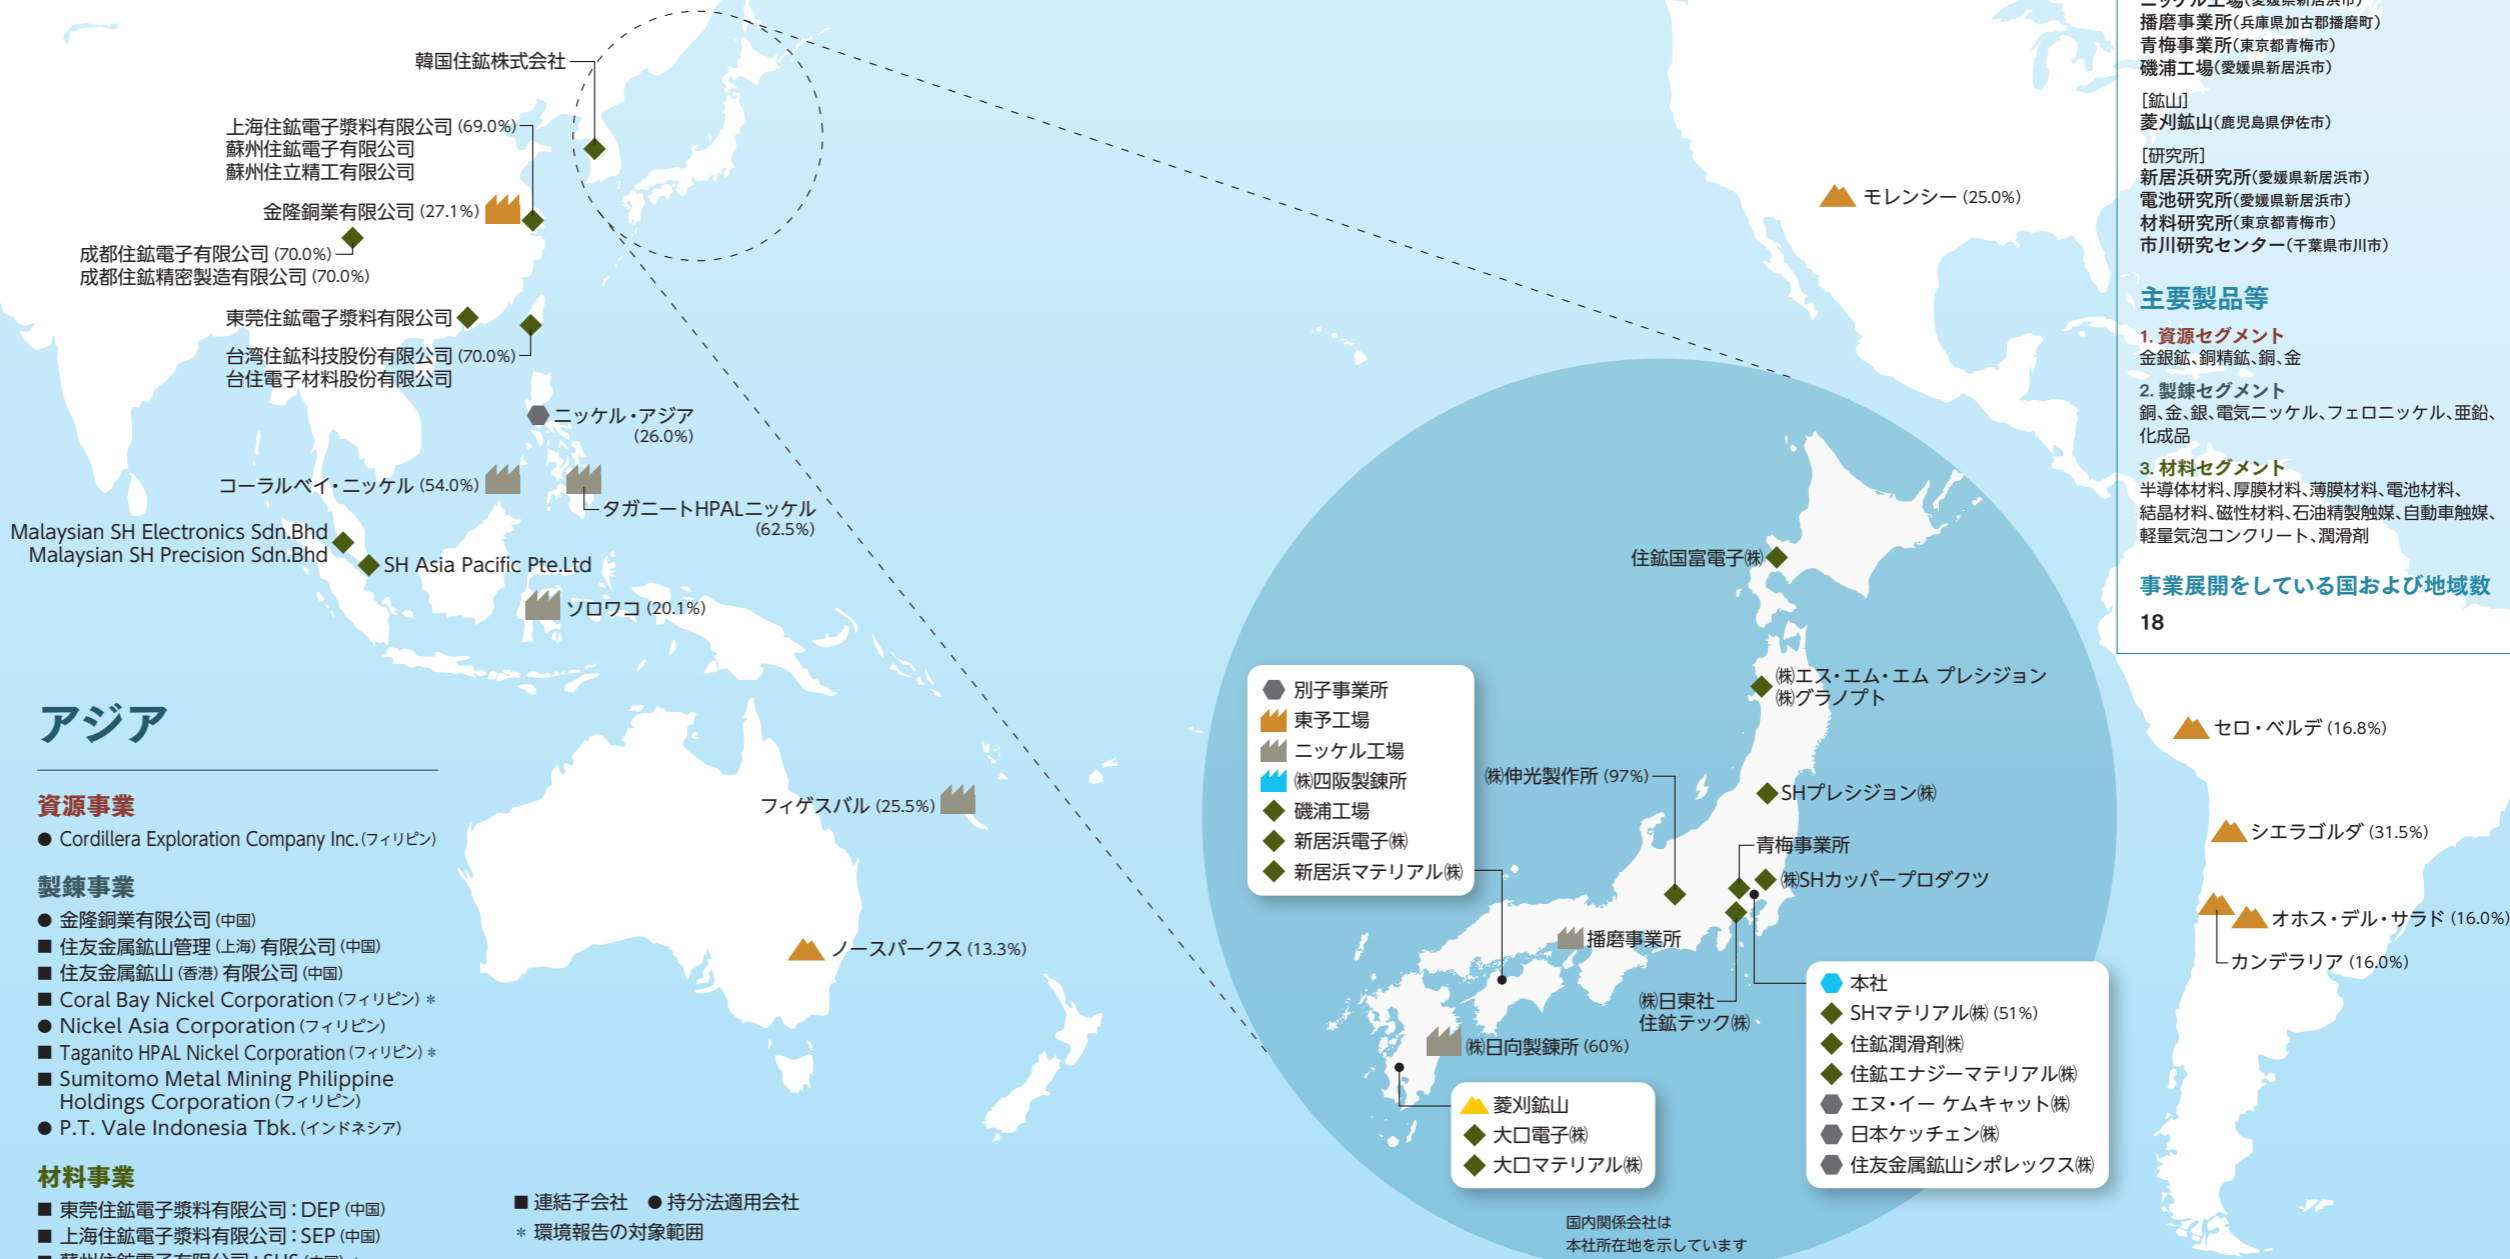 韓国住鉱株式会社
上海住鉱電子漿料有限公司 (69.0%)
蘇州住鉱電子有限公司
蘇州住立精工有限公司
金隆銅業有限公司 (27.1%)
成都住鉱電子有限公司 (70.0%)
成都住鉱精密製造有限公司 (70.0%)
東莞住鉱電子漿料有限公司
台湾住鉱科技股份有限公司 (70.0%)
台住電子材料股份有限公司
ニッケル・アジア
(26.0%)
コーラルベイ・ニッケル (54.0%)
タガニートHPALニッケル
(62.5%)
Malaysian SH Electronics Sdn.Bhd
Malaysian SH Precision Sdn.Bhd
SH Asia Pacific Pte.Ltd
ソロワコ (20.1%)
フィゲスバル (25.5%)
ノースパークス (13.3%)
アジア
資源事業
● Cordillera Exploration Company Inc. (フィリピン)
製錬事業
● 金隆銅業有限公司 (中国)
■ 住友金属鉱山管理 (上海) 有限公司 (中国)
■ 住友金属鉱山 (香港) 有限公司 (中国)
■ Coral Bay Nickel Corporation (フィリピン) *
● Nickel Asia Corporation (フィリピン)
■ Taganito HPAL Nickel Corporation (フィリピン) *
■ Sumitomo Metal Mining Philippine
Holdings Corporation (フィリピン)
● P.T. Vale Indonesia Tbk. (インドネシア)
材料事業
■ 東莞住鉱電子漿料有限公司：DEP (中国)
■ 上海住鉱電子漿料有限公司：SEP (中国)
■ 連結子会社 ● 持分法適用会社
* 環境報告の対象範囲
別子事業所
東予工場
ニッケル工場
㈱四阪製錬所
磯浦工場
新居浜電子㈱
新居浜マテリアル㈱
住鉱国富電子㈱
㈱エス・エム・エム プレシジョン
㈱グラノプト
㈱伸光製作所 (97%)
SHプレシジョン㈱
青梅事業所
㈱SHカッパープロダクツ
播磨事業所
㈱日東社
住鉱テック㈱
㈱日向製錬所 (60%)
菱刈鉱山
大口電子㈱
大口マテリアル㈱
本社
SHマテリアル㈱ (51%)
住鉱潤滑剤㈱
住鉱エナジーマテリアル㈱
エヌ・イー ケムキャット㈱
日本ケッチェン㈱
住友金属鉱山シポレックス㈱
国内関係会社は
本社所在地を示しています
モレンシー (25.0%)
セロ・ベルデ (16.8%)
シエラゴルダ (31.5%)
オホス・デル・サラド (16.0%)
カンデラリア (16.0%)
ニッケル工場(愛媛県新居浜市)
播磨事業所(兵庫県加古郡播磨町)
青梅事業所(東京都青梅市)
磯浦工場(愛媛県新居浜市)
[鉱山]
菱刈鉱山(鹿児島県伊佐市)
[研究所]
新居浜研究所(愛媛県新居浜市)
電池研究所(愛媛県新居浜市)
材料研究所(東京都青梅市)
市川研究センター(千葉県市川市)
主要製品等
1. 資源セグメント
金銀鉱、銅精鉱、銅、金
2. 製錬セグメント
銅、金、銀、電気ニッケル、フェロニッケル、亜鉛、
化成品
3. 材料セグメント
半導体材料、厚膜材料、薄膜材料、電池材料、
結晶材料、磁性材料、石油精製触媒、自動車触媒、
軽量気泡コンクリート、潤滑剤
事業展開をしている国および地域数
18